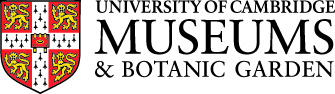 UNIVERSITY OF CAMBRIDGE
MUSEUMS
& BOTANIC GARDEN